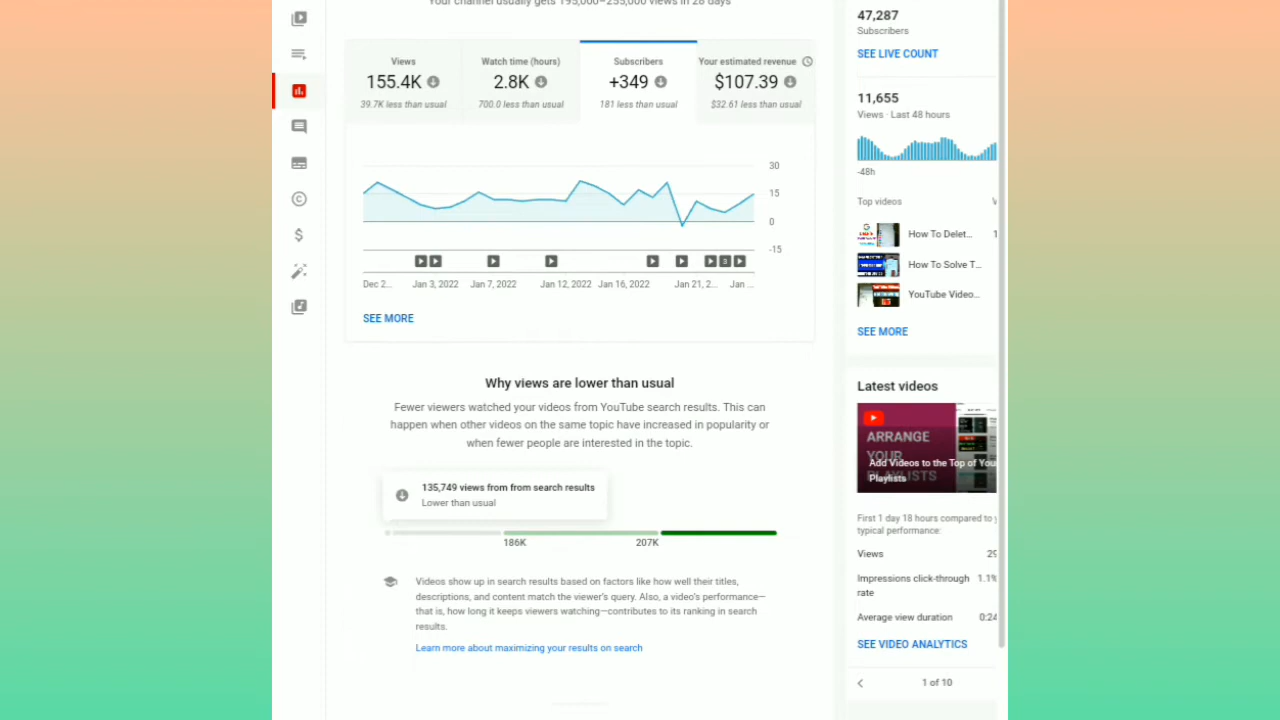 Your channel usually gets 195,000–255,000 views in 28 days
Views
155.4K
39.7K less than usual
Watch time (hours)
2.8K
700.0 less than usual
Subscribers
+349
181 less than usual
Your estimated revenue
$107.39
$32.61 less than usual
30
15
0
-15
3
Dec 2...
Jan 3, 2022
Jan 7, 2022
Jan 12, 2022
Jan 16, 2022
Jan 21, 2...
Jan ...
SEE MORE
Why views are lower than usual
Fewer viewers watched your videos from YouTube search results. This can
happen when other videos on the same topic have increased in popularity or
when fewer people are interested in the topic.
135,749 views from from search results
Lower than usual
186K
207K
Videos show up in search results based on factors like how well their titles,
descriptions, and content match the viewer's query. Also, a video's performance—
that is, how long it keeps viewers watching—contributes to its ranking in search
results.
Learn more about maximizing your results on search
47,287
Subscribers
SEE LIVE COUNT
11,655
Views · Last 48 hours
-48h
Top videos
How To Delet...
How To Solve T...
YouTube Video...
SEE MORE
Latest videos
ARRANGE
YOUR
PLAYLISTS
Add Videos to the Top of You
Playlists
First 1 day 18 hours compared to
typical performance:
Views
29
Impressions click-through
rate
1.1%
Average view duration
0:24
SEE VIDEO ANALYTICS
1 of 10